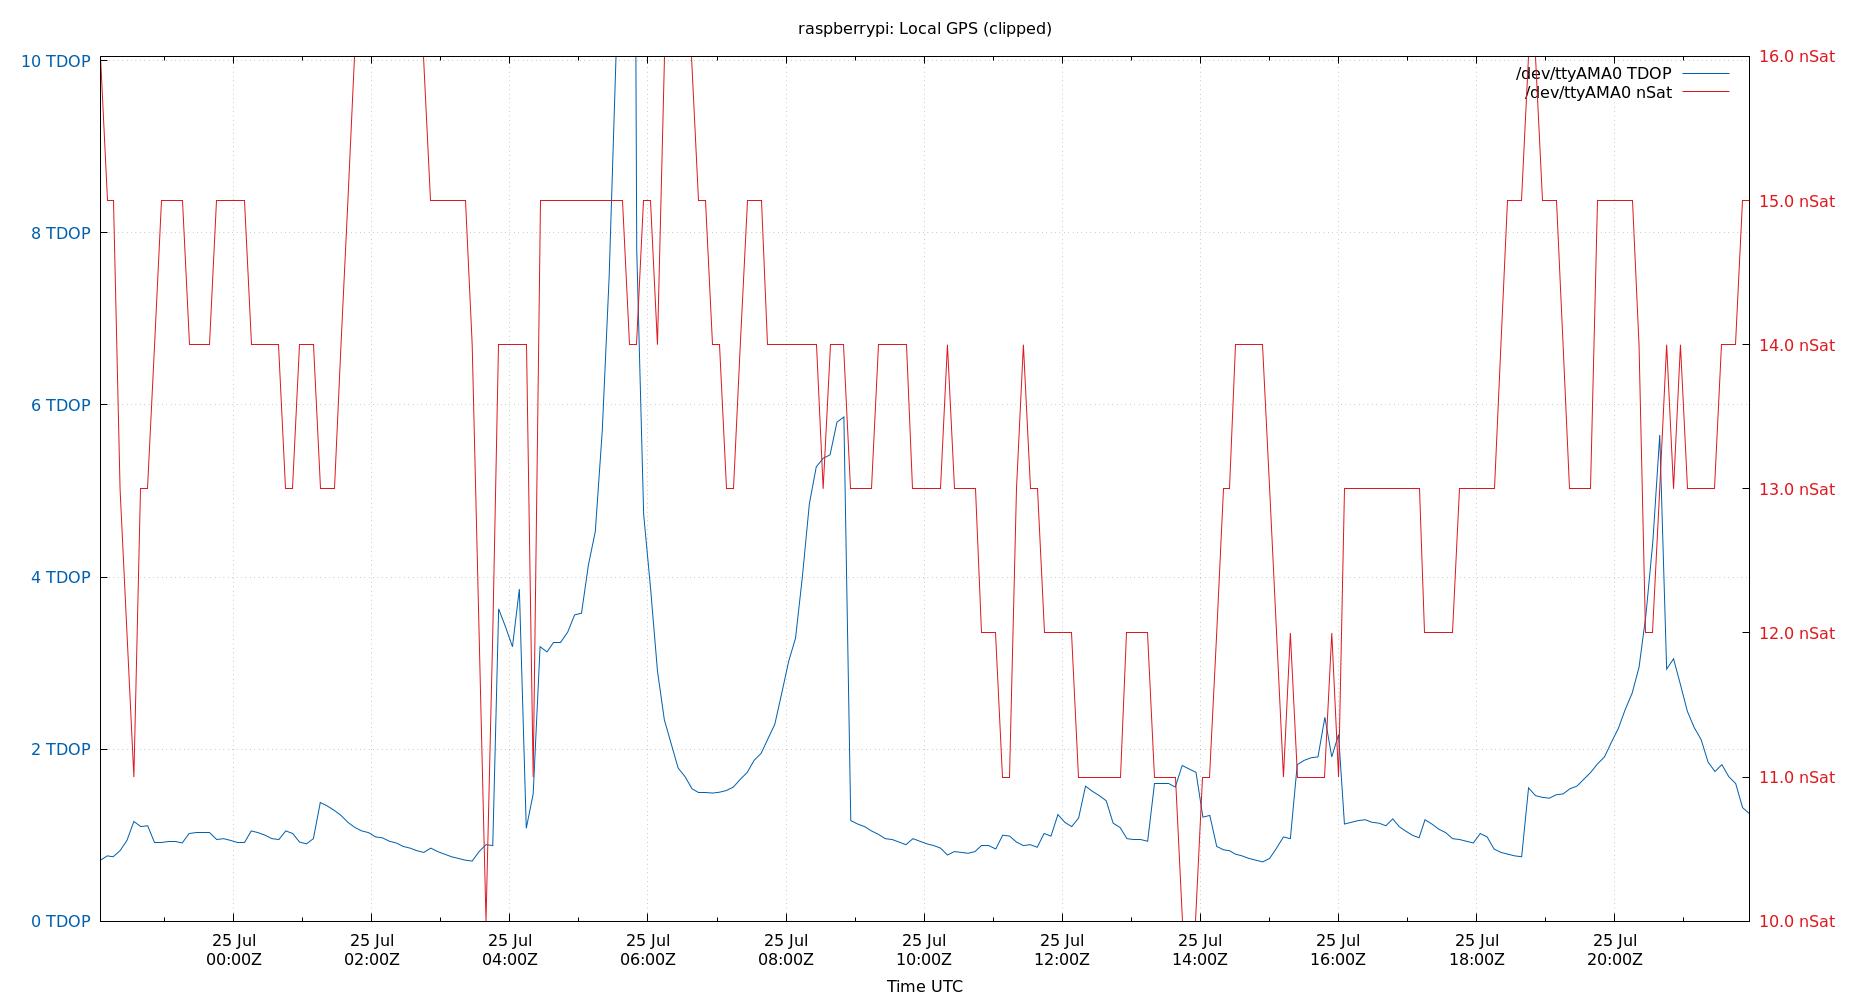 raspberrypi: Local GPS (clipped)
10 TDOP
8 TDOP
6 TDOP
4 TDOP
2 TDOP
0 TDOP
16.0 nSat
15.0 nSat
14.0 nSat
13.0 nSat
12.0 nSat
11.0 nSat
10.0 nSat
/dev/ttyAMA0 TDOP
/dev/ttyAMA0 nSat
25 Jul 25 Jul 25 Jul 25 Jul 25 Jul 25 Jul 25 Jul 25 Jul 25 Jul 25 Jul 25 Jul
00:00Z 02:00Z 04:00Z 06:00Z 08:00Z 10:00Z 12:00Z 14:00Z 16:00Z 18:00Z 20:00Z
Time UTC